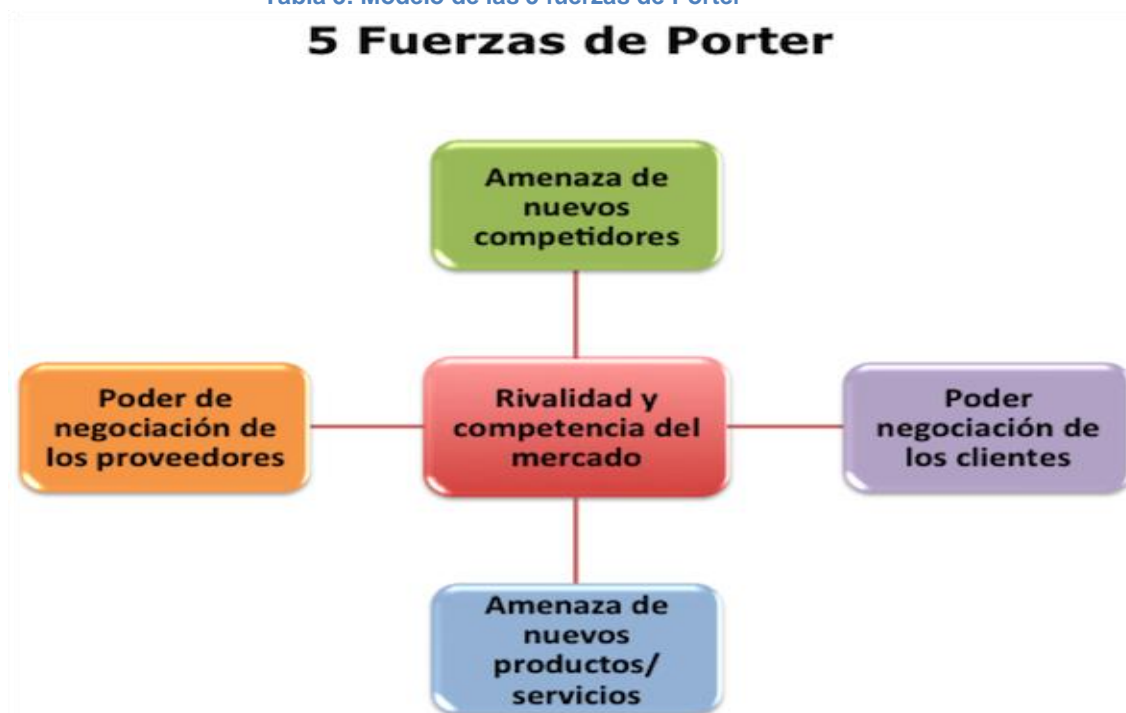 Tabla 3: Modelo de las 5 fuerzas de Porter
5 Fuerzas de Porter
Amenaza de
nuevos
competidores
Poder de
negociación de
los proveedores
Rivalidad y
competencia del
mercado
Poder
negociación de
los clientes
Amenaza de
nuevos
productos/
servicios